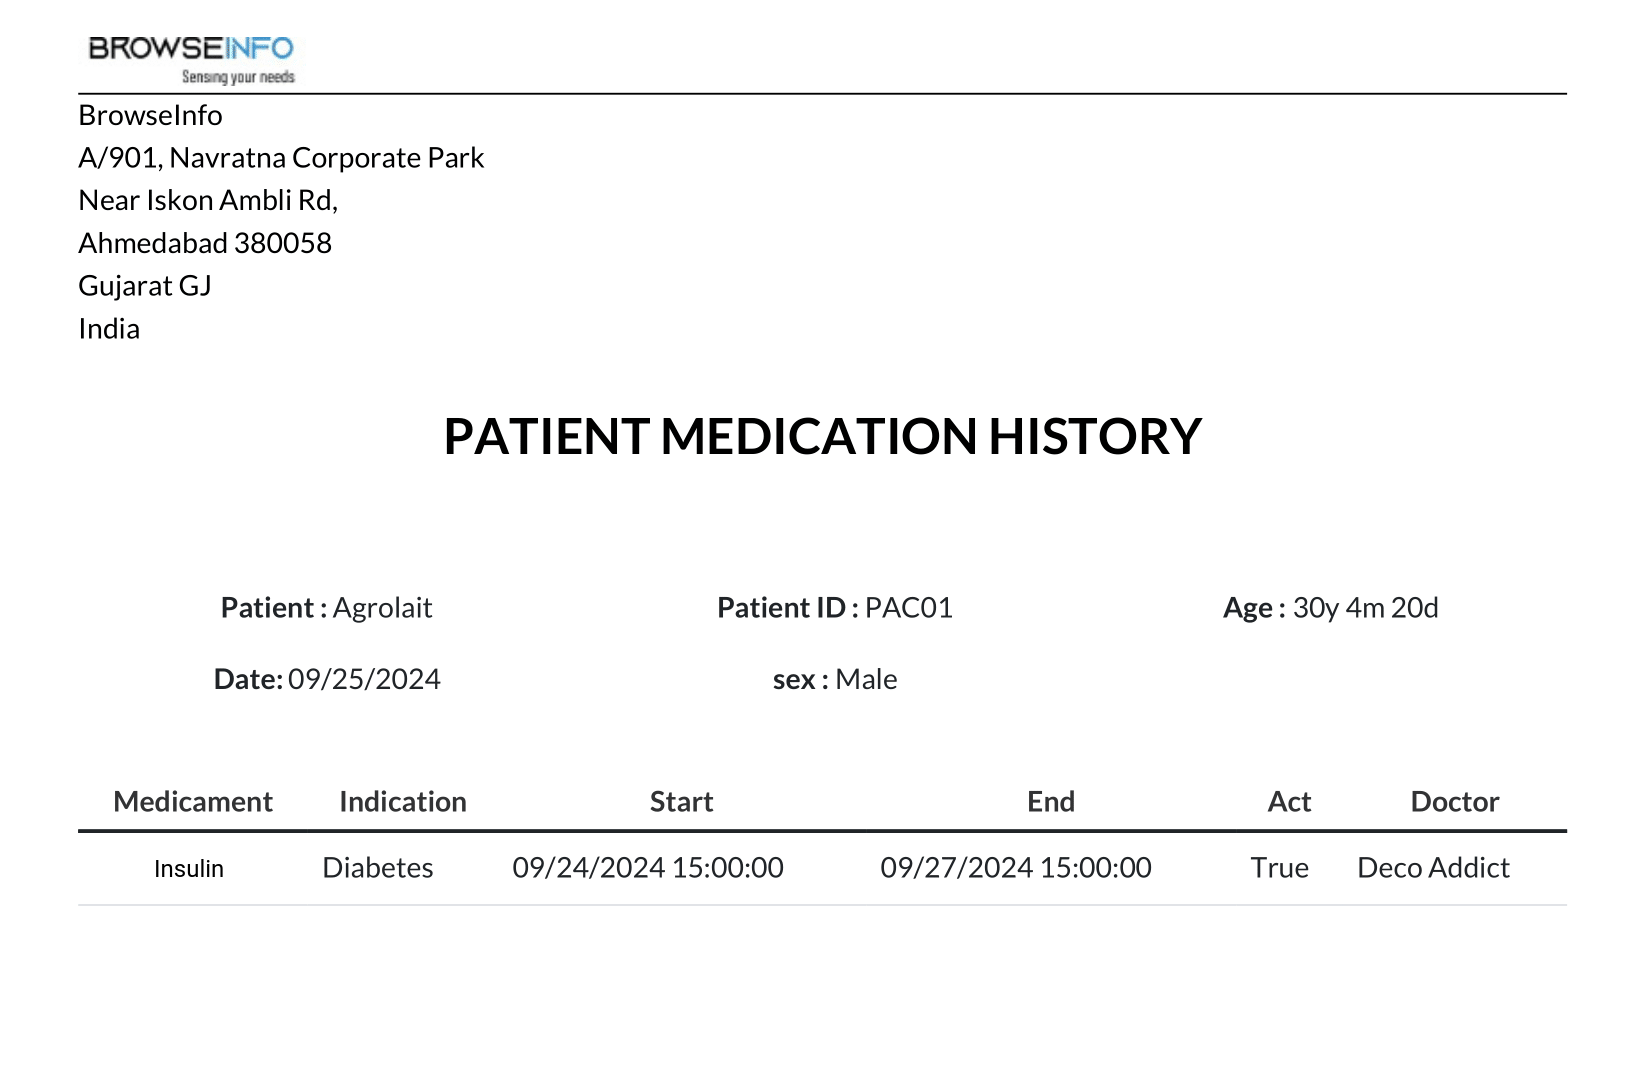 BROWSEINFO
Sensing your needs
BrowseInfo
A/901, Navratna Corporate Park
Near Iskon Ambli Rd,
Ahmedabad 380058
Gujarat GJ
India
PATIENT MEDICATION HISTORY
Patient : Agrolait Patient ID : PAC01 Age : 30y 4m 20d
Date: 09/25/2024 sex : Male
Medicament Indication Start End Act Doctor
Insulin Diabetes 09/24/2024 15:00:00 09/27/2024 15:00:00 True Deco Addict